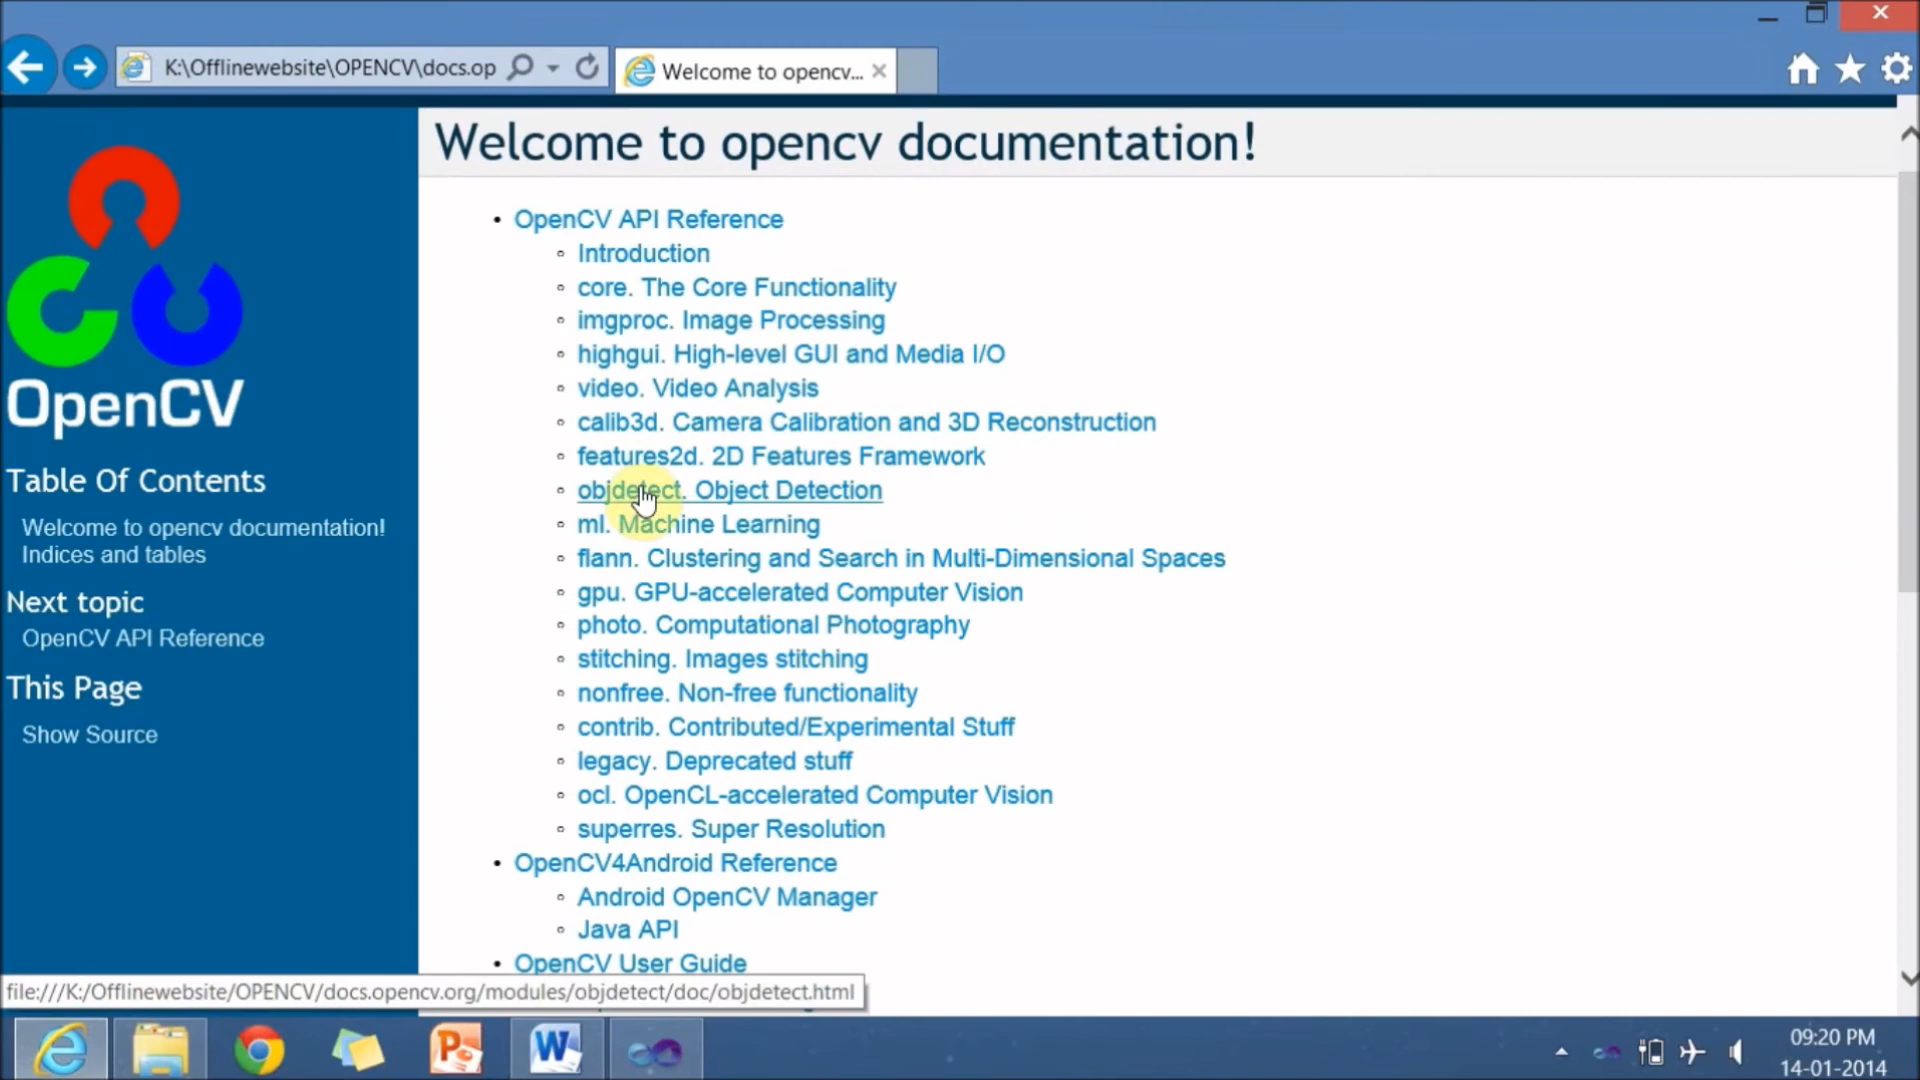 K:\Offlinewebsite\OPENCV\docs.op
Welcome to opencv...
Welcome to opencv documentation!
OpenCV
Table Of Contents
Welcome to opencv documentation!
Indices and tables
Next topic
OpenCV API Reference
This Page
Show Source
• OpenCV API Reference
◦ Introduction
◦ core. The Core Functionality
◦ imgproc. Image Processing
◦ highgui. High-level GUI and Media I/O
◦ video. Video Analysis
◦ calib3d. Camera Calibration and 3D Reconstruction
◦ features2d. 2D Features Framework
◦ objdetect. Object Detection
◦ ml. Machine Learning
◦ flann. Clustering and Search in Multi-Dimensional Spaces
◦ gpu. GPU-accelerated Computer Vision
◦ photo. Computational Photography
◦ stitching. Images stitching
◦ nonfree. Non-free functionality
◦ contrib. Contributed/Experimental Stuff
◦ legacy. Deprecated stuff
◦ ocl. OpenCL-accelerated Computer Vision
◦ superres. Super Resolution
• OpenCV4Android Reference
◦ Android OpenCV Manager
◦ Java API
• OpenCV User Guide
file:///K:/Offlinewebsite/OPENCV/docs.opencv.org/modules/objdetect/doc/objdetect.html
09:20 PM
14-01-2014